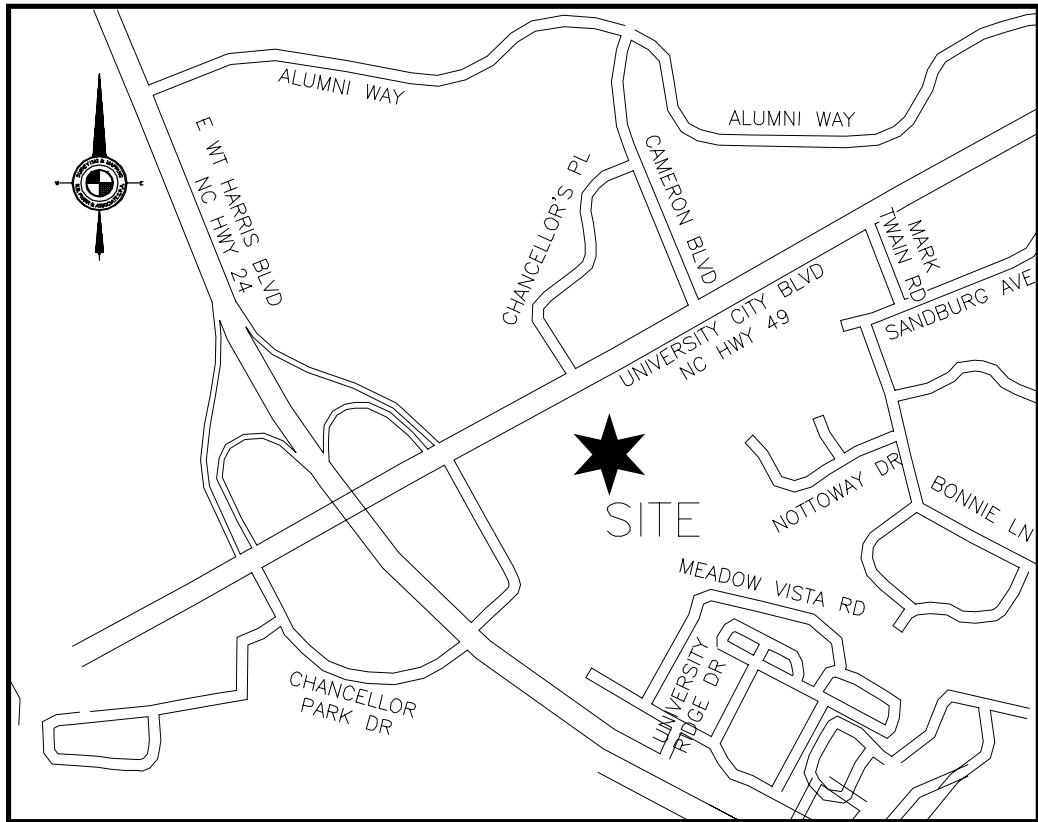 ALUMNI WAY
ALUMNI WAY
E WT HARRIS BLVD
NC HWY 24
CHANCELLOR'S PL
CAMERON BLVD
MARK
TWAIN RD
SANDBURG AVE
UNIVERSITY CITY BLVD
NC HWY 49
SITE
NOTTOWAY DR
BONNIE LN
MEADOW VISTA RD
UNIVERSITY
RIDGE DR
CHANCELLOR
PARK DR